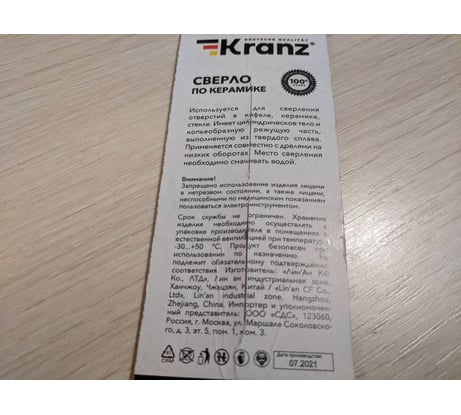 DEUTSCHE QUALITÄT
Kranz®
СВЕРЛО
ПО КЕРАМИКЕ
100%
Используется для сверления
отверстий в кафеле, керамике,
стекле. Имеет цилиндрическое тело и
копьеобразную режущую часть,
выполненную из твердого сплава.
Применяется совместно с дрелями на
низких оборотах. Место сверления
необходимо смачивать водой.
Внимание!
Запрещено использование изделия лицами
в нетрезвом состоянии, а также лицами,
неспособными по медицинским показаниям
пользоваться электроинструментом.
Срок службы не ограничен. Хранение
изделия необходимо осуществлять в
упаковке производителя в помещениях с
естественной вентиляцией при температуре
-30...+50 °C. Продукт безопасен при
использовании по назначению. Не
подлежит обязательному подтверждению
соответствия. Изготовитель: «Лин'Ан КФ
Ко., ЛТД», Лин ан индустриальная зона,
Ханчжоу, Чжэцзян, Китай / «Lin'an CF Co.,
Ltd», Lin'an industrial zone, Hangzhou,
Zhejiang, China. Импортер и уполномочен-
ный представитель: ООО «СДС», 123060,
Россия, г. Москва, ул. Маршала Соколовско-
го, д. 3, эт. 5, пом. 1, ком. 3.
Дата производства:
07.2021